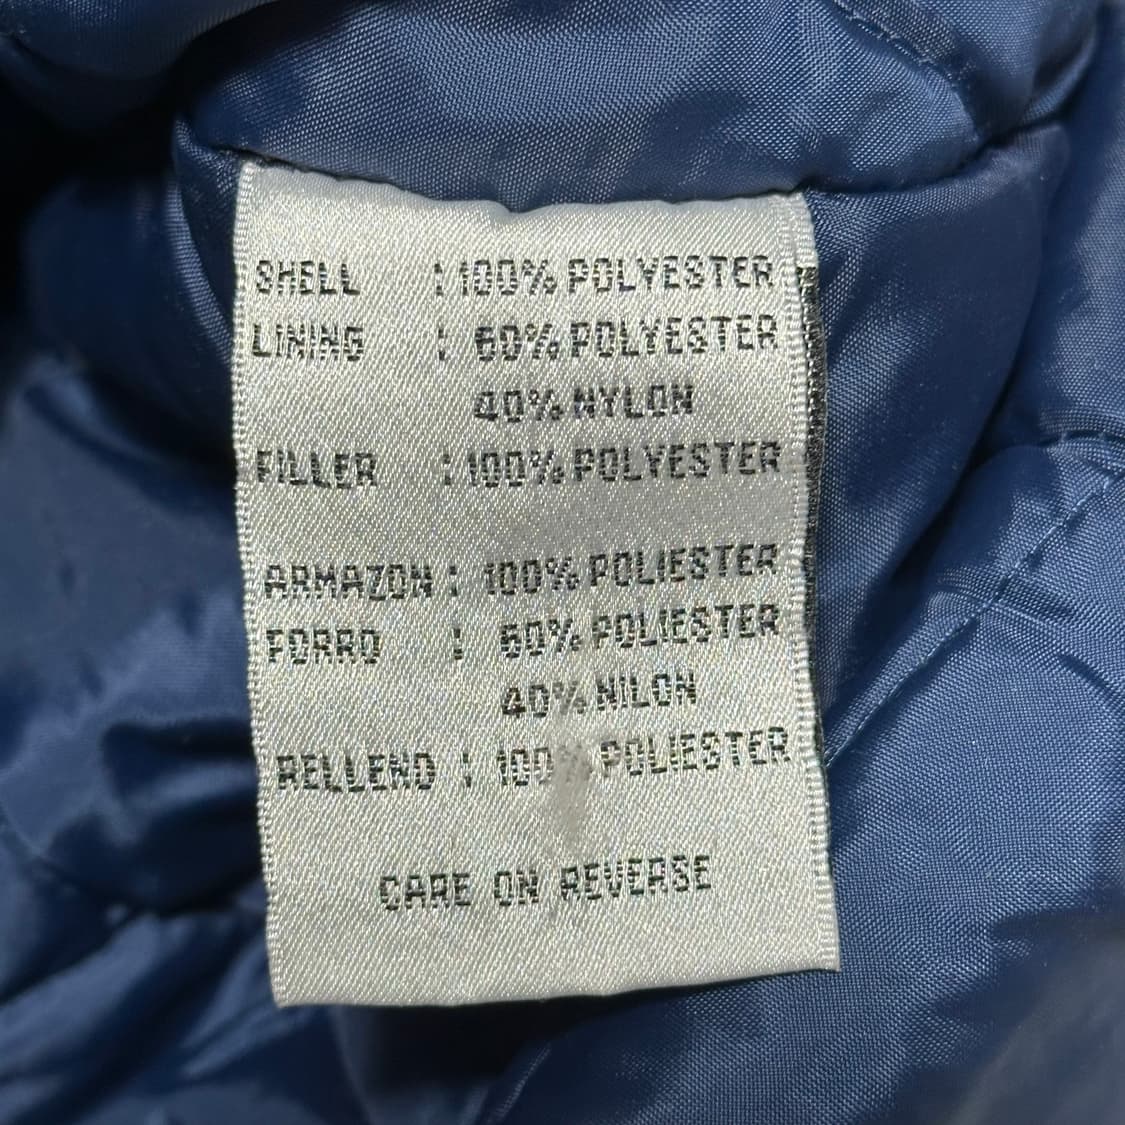 SHELL : 100% POLYESTER
LINING : 60% POLYESTER
40% NYLON
FILLER : 100% POLYESTER
ARMAZON : 100% POLIESTER
FORRO : 60% POLIESTER
40% NILON
RELLENO : 100% POLIESTER
CARE ON REVERSE